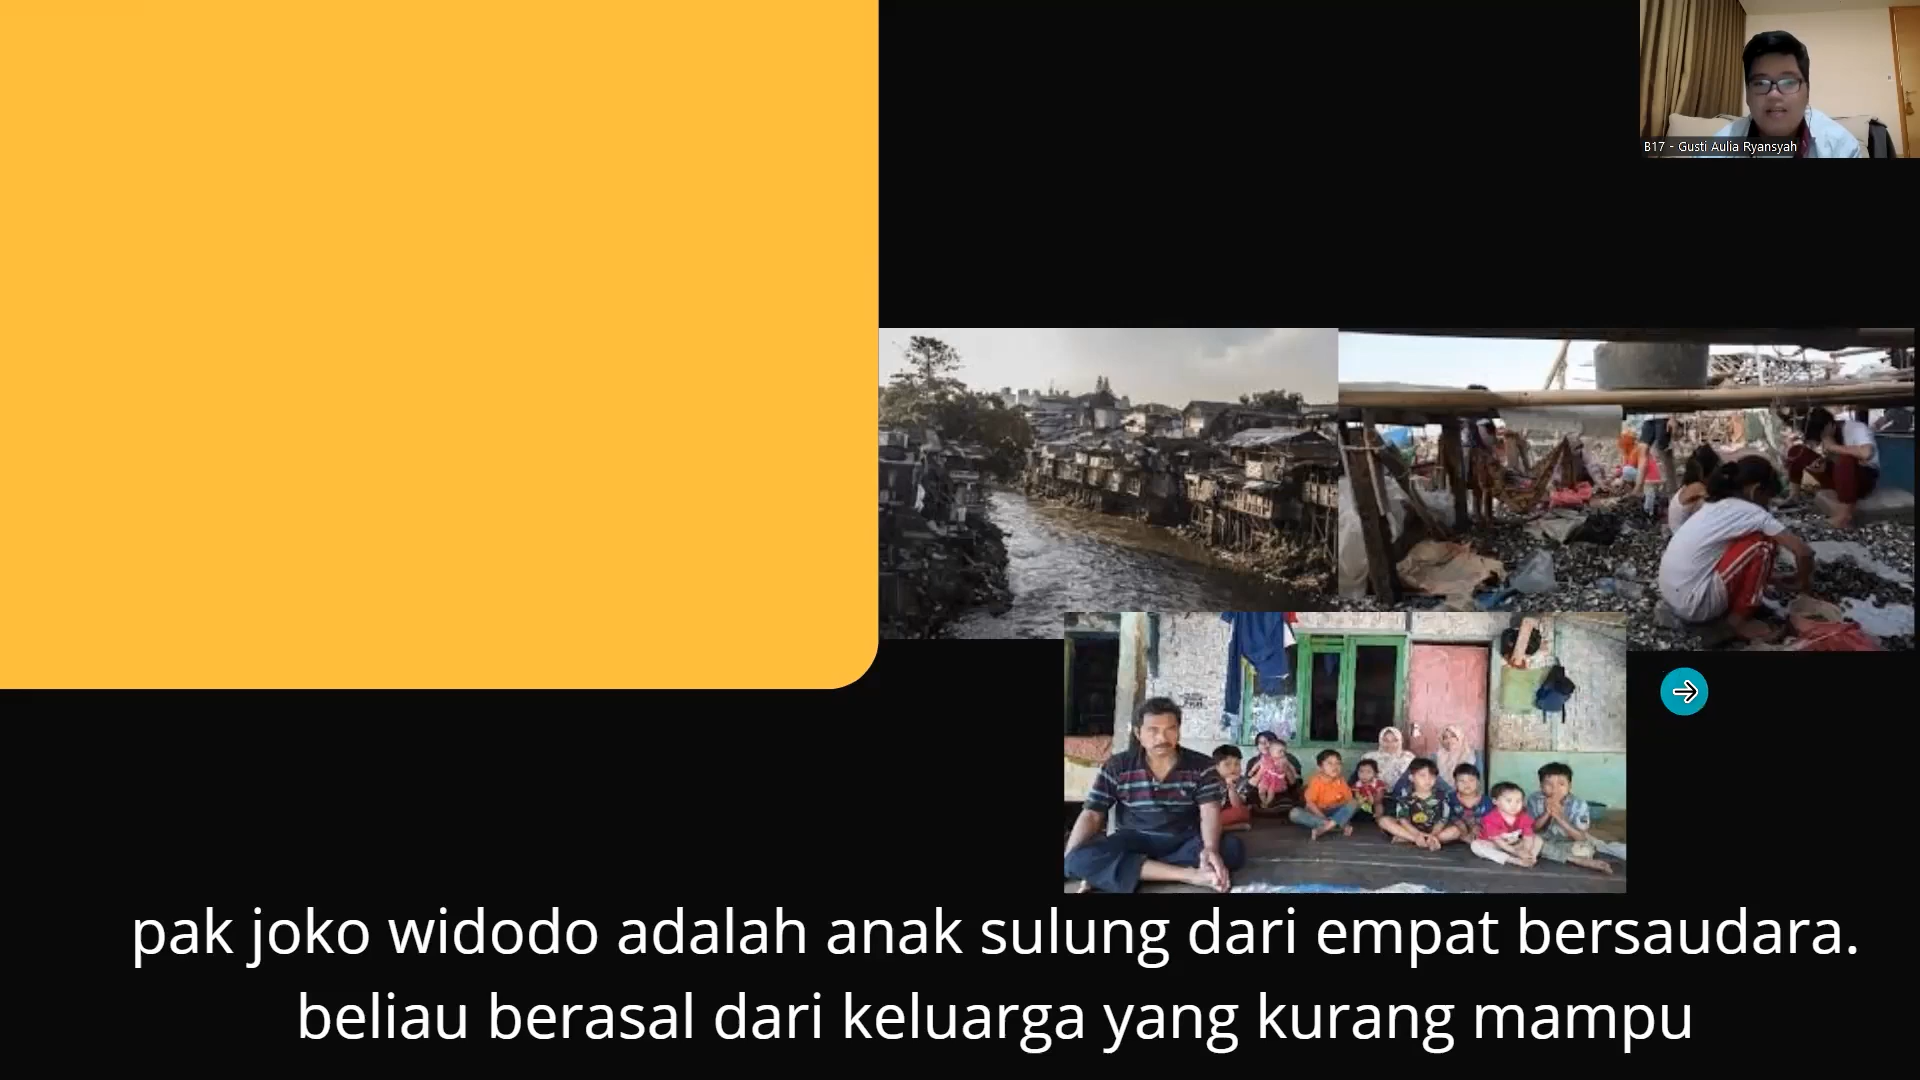 B17 - Gusti Aulia Ryansyah
pak joko widodo adalah anak sulung dari empat bersaudara.
beliau berasal dari keluarga yang kurang mampu